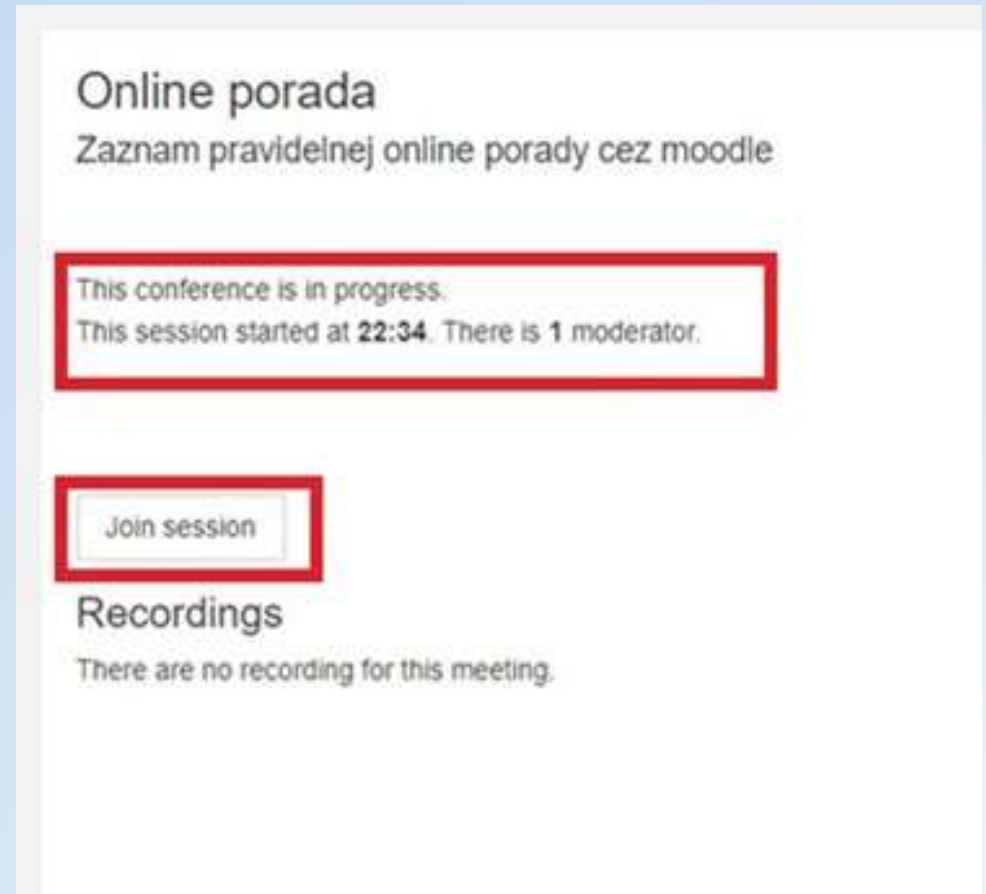 Online porada
Zaznam pravidelnej online porady cez moodle
This conference is in progress.
This session started at 22:34. There is 1 moderator.
Join session
Recordings
There are no recording for this meeting.